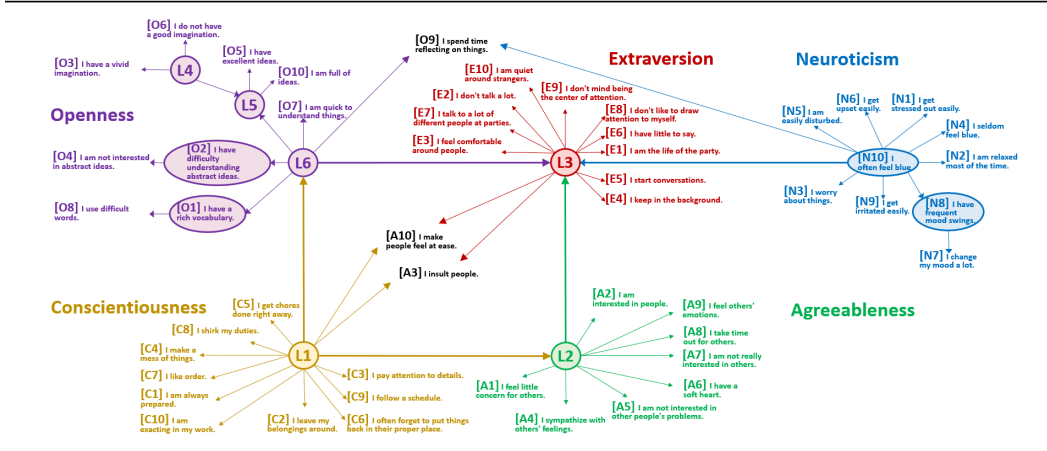 [O6] I do not have
a good imagination.
[O3] I have a vivid
imagination.
L4
[O5] I have
excellent ideas.
[O10] I am full of
ideas.
L5
Openness
[O7] I am quick to
understand things.
[O4] I am not interested
in abstract ideas.
[O2] I have
difficulty
understanding
abstract ideas.
L6
[O8] I use difficult
words.
[O1] I have a
rich vocabulary.
[O9] I spend time
reflecting on things.
Extraversion
[E10] I am quiet
around strangers.
[E9] I don't mind being
the center of attention.
[E2] I don't talk a lot.
[E8] I don't like to draw
attention to myself.
[E7] I talk to a lot of
different people at parties.
[E6] I have little to say.
[E3] I feel comfortable
around people.
[E1] I am the life of the party.
L3
[E5] I start conversations.
[E4] I keep in the background.
Neuroticism
[N6] I get
upset easily.
[N1] I get
stressed out easily.
[N5] I am
easily disturbed.
[N4] I seldom
feel blue.
[N10] I
often feel blue
[N2] I am relaxed
most of the time.
[N3] I worry
about things.
[N9] I get
irritated easily.
[N8] I have
frequent
mood swings.
[N7] I change
my mood a lot.
[A10] I make
people feel at ease.
[A3] I insult people.
Conscientiousness
[C5] I get chores
done right away.
[C8] I shirk my duties.
[C4] I make a
mess of things.
L1
[C7] I like order.
[C3] I pay attention to details.
[C1] I am always
prepared.
[C9] I follow a schedule.
[C10] I am
exacting in my work.
[C2] I leave my
belongings around.
[C6] I often forget to put things
back in their proper place.
Agreeableness
[A2] I am
interested in people.
[A9] I feel others'
emotions.
[A8] I take time
out for others.
L2
[A7] I am not really
interested in others.
[A1] I feel little
concern for others.
[A6] I have a
soft heart.
[A4] I sympathize with
others' feelings.
[A5] I am not interested in
other people's problems.